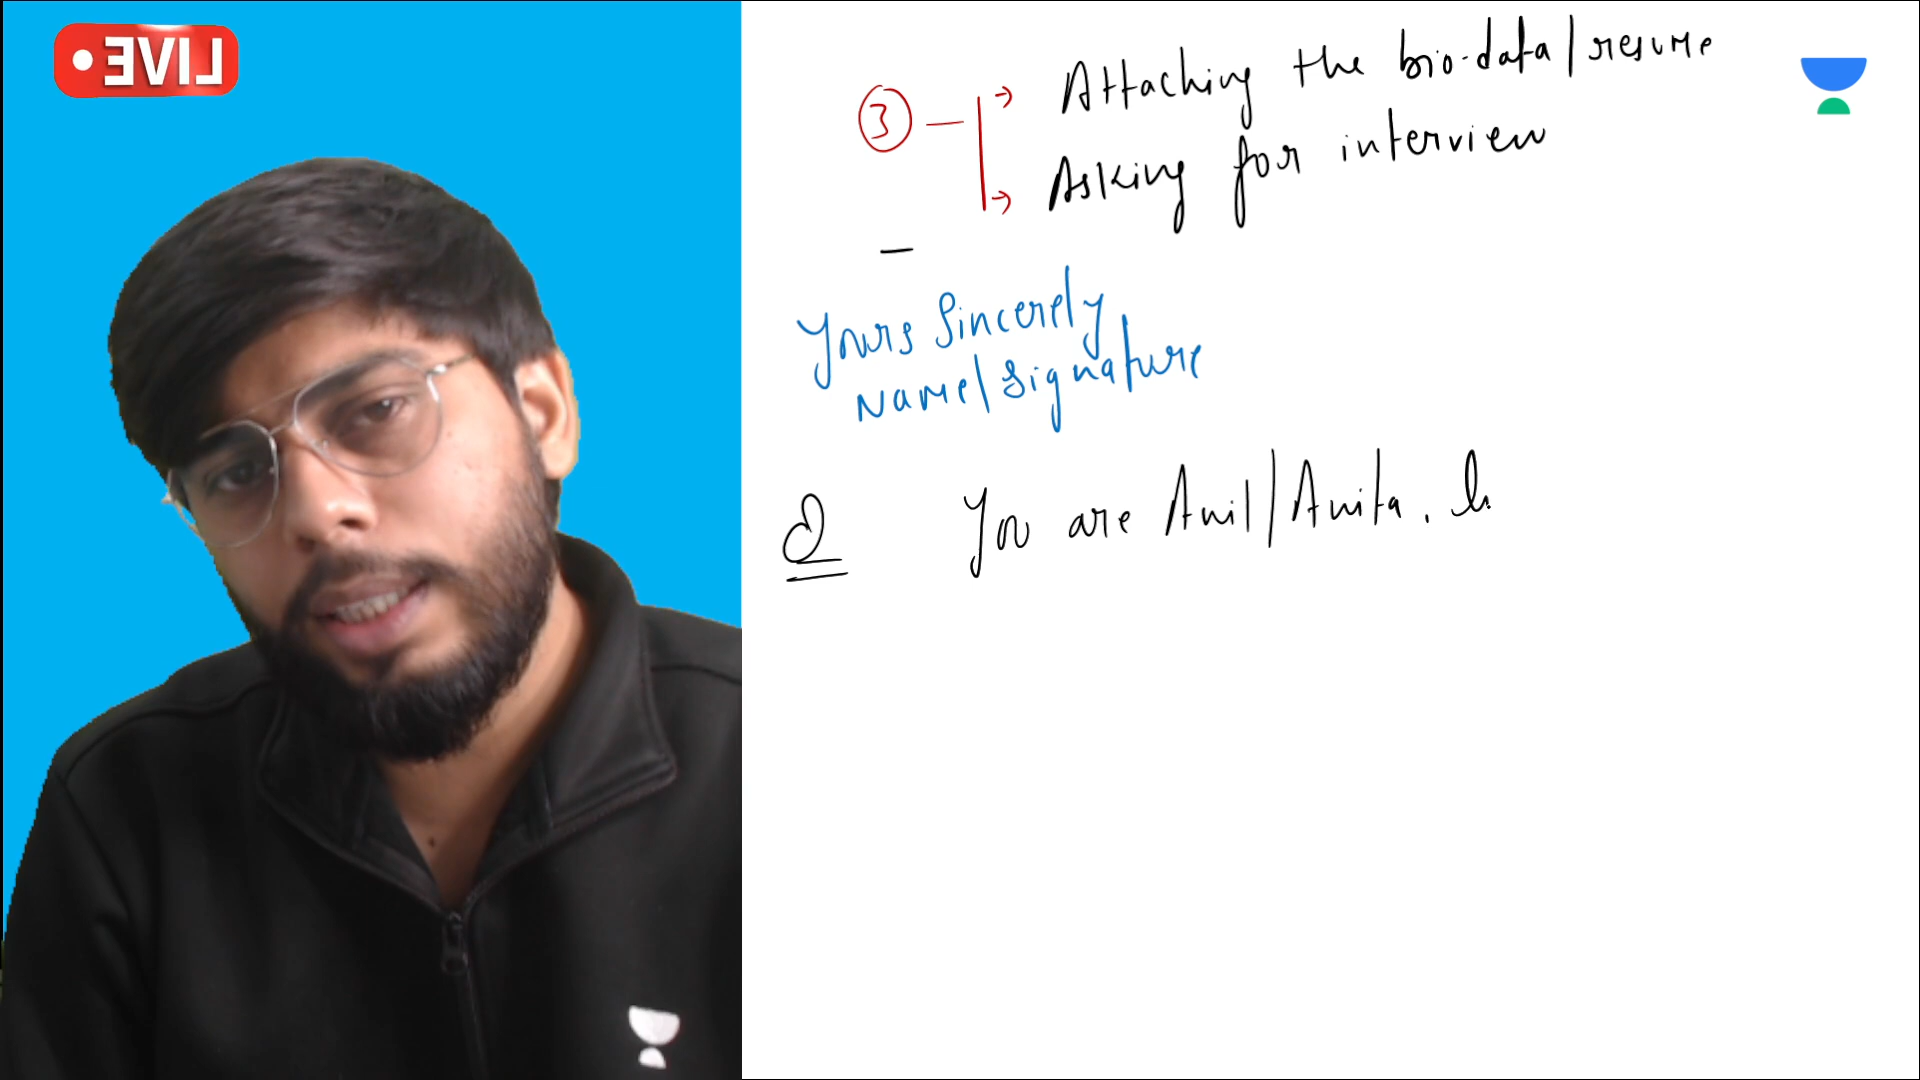 LIVE
③ → Attaching the bio-data/resume
→ Asking for interview
Yours Sincerely
Name/Signature
Q You are Anil/Anita.